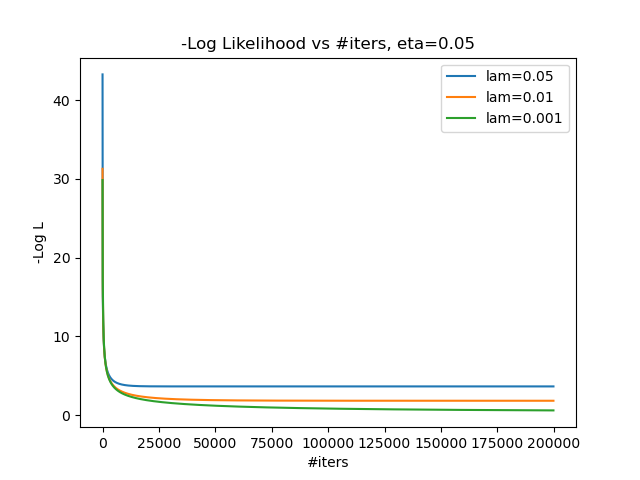 -Log Likelihood vs #iters, eta=0.05
lam=0.05
lam=0.01
lam=0.001
-Log L
40
30
20
10
0
0 25000 50000 75000 100000 125000 150000 175000 200000
#iters